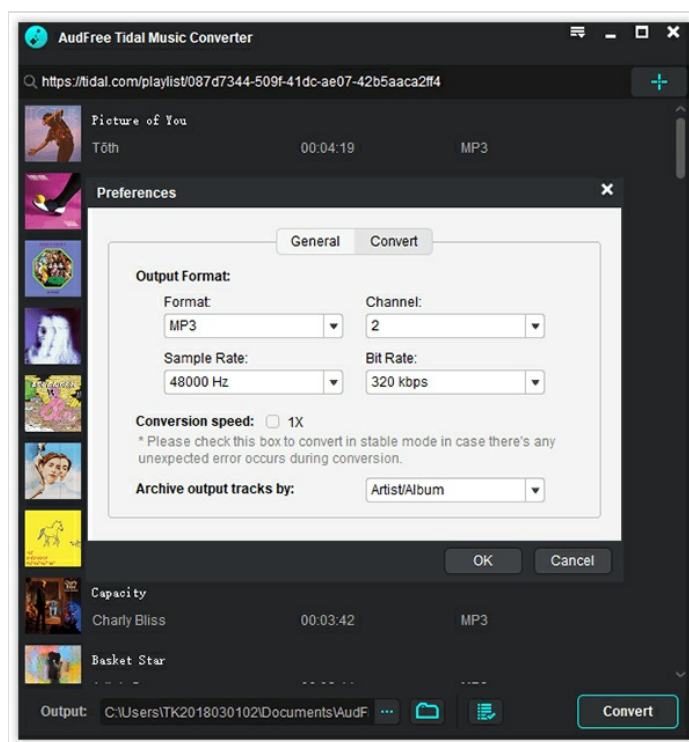 AudFree Tidal Music Converter
https://tidal.com/playlist/087d7344-509f-41dc-ae07-42b5aaca2ff4
Picture of You
Tōth 00:04:19 MP3
Preferences
General Convert
Output Format:
Format: Channel:
MP3 2
Sample Rate: Bit Rate:
48000 Hz 320 kbps
Conversion speed: 1X
* Please check this box to convert in stable mode in case there's any
unexpected error occurs during conversion.
Archive output tracks by: Artist/Album
OK Cancel
Capacity
Charly Bliss 00:03:42 MP3
Basket Star
Output: C:\Users\TK2018030102\Documents\AudF ...
Convert